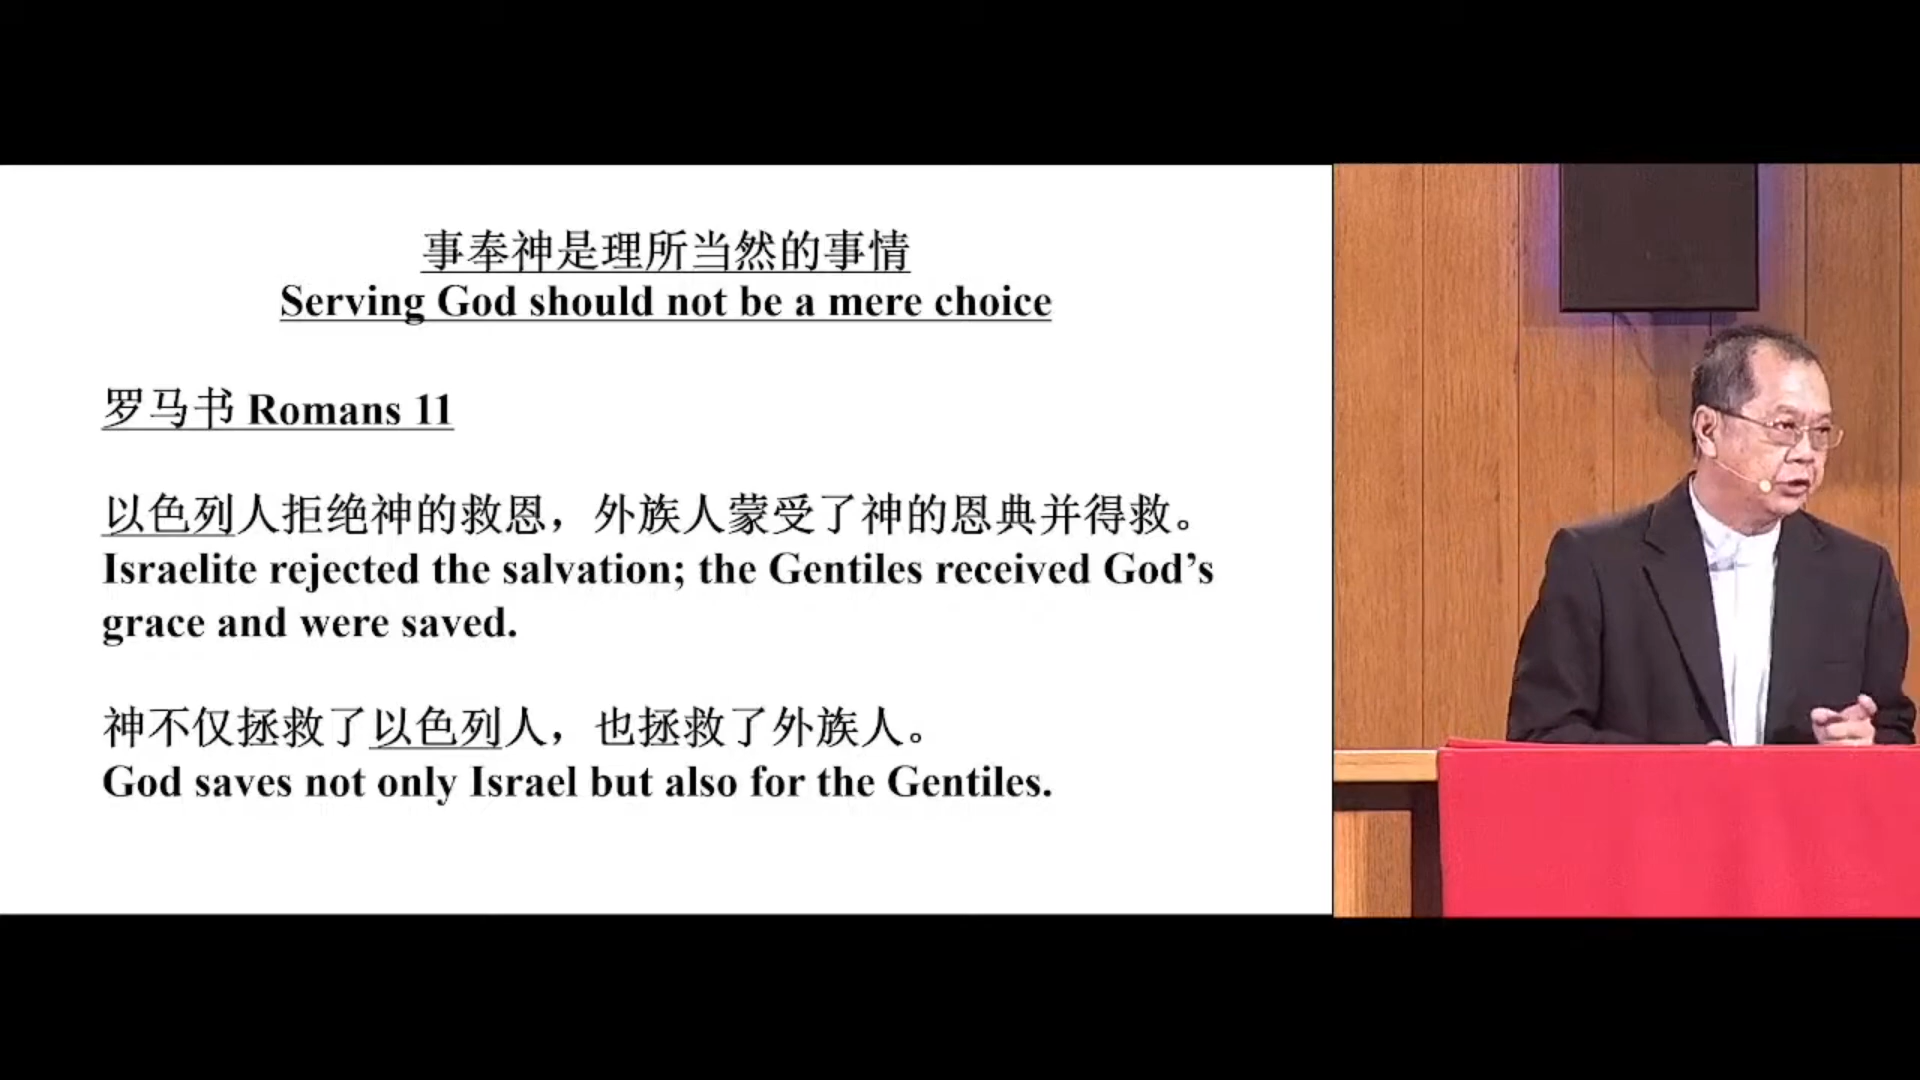 事奉神是理所当然的事情
Serving God should not be a mere choice
罗马书 Romans 11
以色列人拒绝神的救恩，外族人蒙受了神的恩典并得救。
Israelite rejected the salvation; the Gentiles received God’s
grace and were saved.
神不仅拯救了以色列人，也拯救了外族人。
God saves not only Israel but also for the Gentiles.